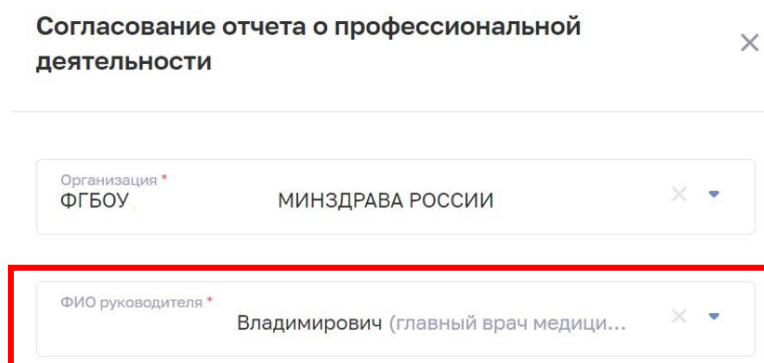 Согласование отчета о профессиональной
деятельности
Организация *
ФГБОУ МИНЗДРАВА РОССИИ
ФИО руководителя *
Владимирович (главный врач медици...